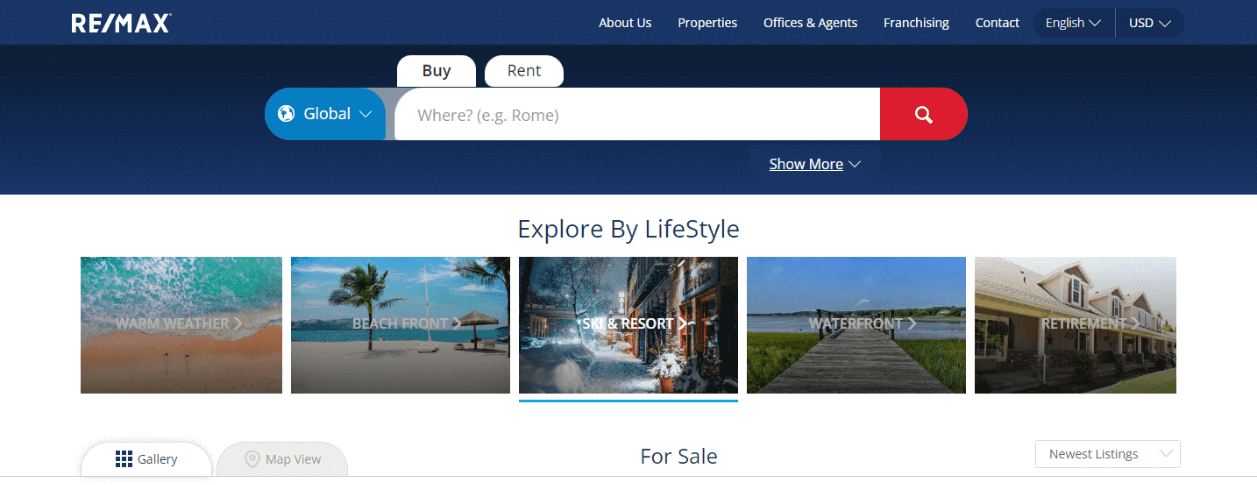 RE/MAX
About Us
Properties
Offices & Agents
Franchising
Contact
English
USD
Buy
Rent
Global
Where? (e.g. Rome)
Show More
Explore By LifeStyle
WARM WEATHER
BEACH FRONT
SKI & RESORT
WATERFRONT
RETIREMENT
Gallery
Map View
For Sale
Newest Listings